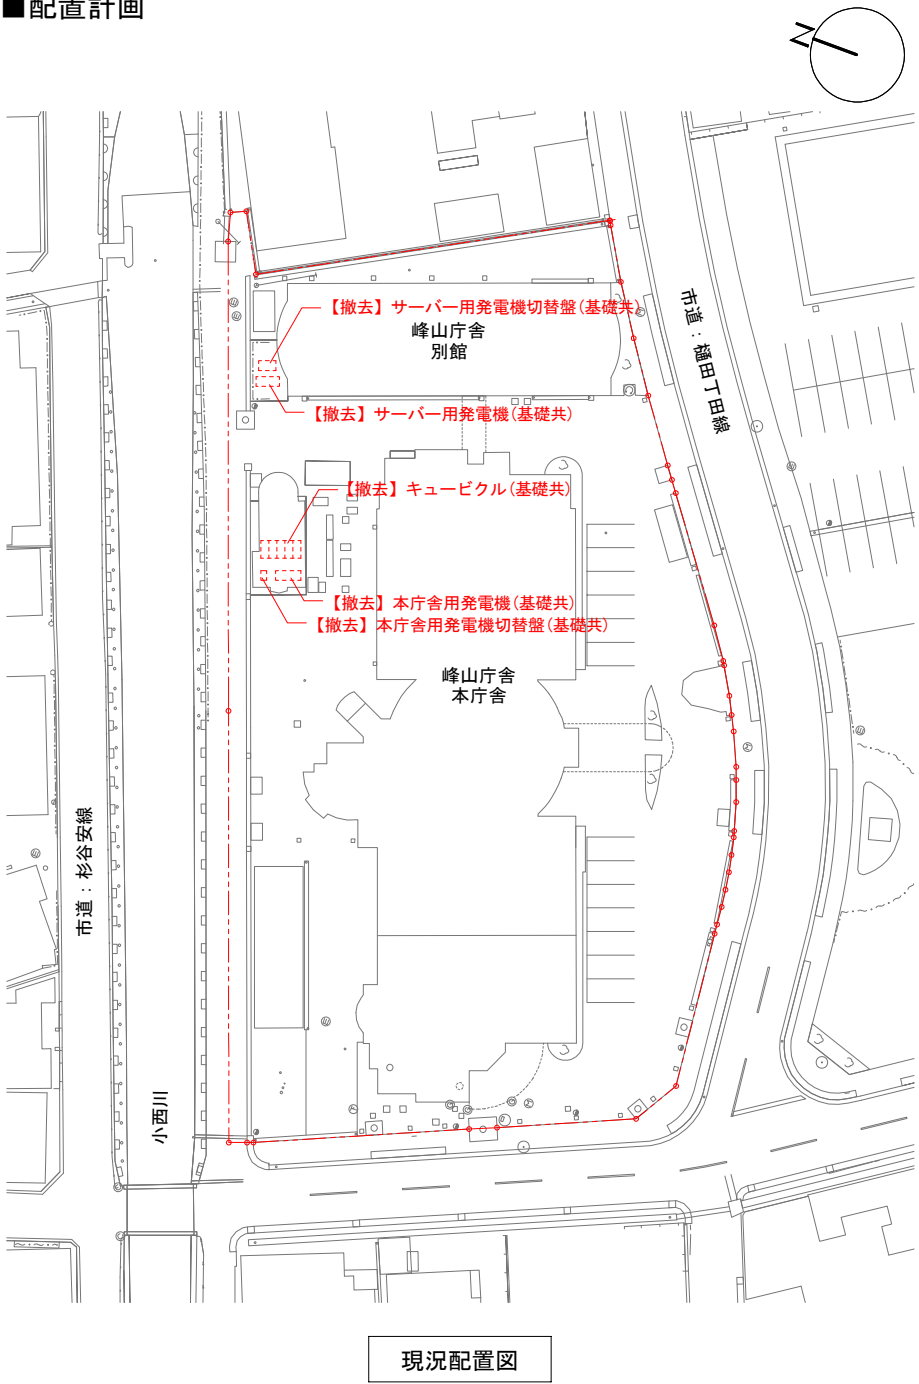 ■配置計画
N
【撤去】サーバー用発電機切替盤(基礎共)
峰山庁舎
別館
市道：樋田丁田線
【撤去】サーバー用発電機(基礎共)
【撤去】キュービクル(基礎共)
【撤去】本庁舎用発電機(基礎共)
【撤去】本庁舎用発電機切替盤(基礎共)
峰山庁舎
本庁舎
市道：杉谷安線
小西川
現況配置図